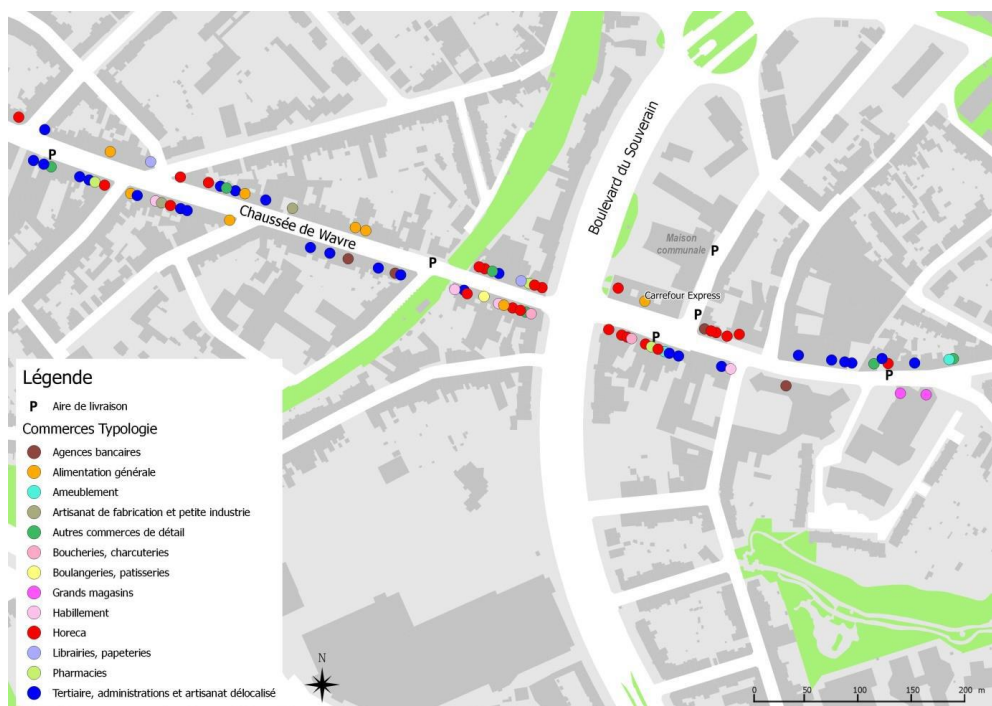 Boulevard du Souverain
P
Chaussée de Wavre
Maison
communale
P
P
Carrefour Express
P
P
P
Légende
P Aire de livraison
Commerces Typologie
Agences bancaires
Alimentation générale
Ameublement
Artisanat de fabrication et petite industrie
Autres commerces de détail
Boucheries, charcuteries
Boulangeries, patisseries
Grands magasins
Habillement
Horeca
Librairies, papeteries
Pharmacies
Tertiaire, administrations et artisanat délocalisé
N
0 50 100 150 200 m